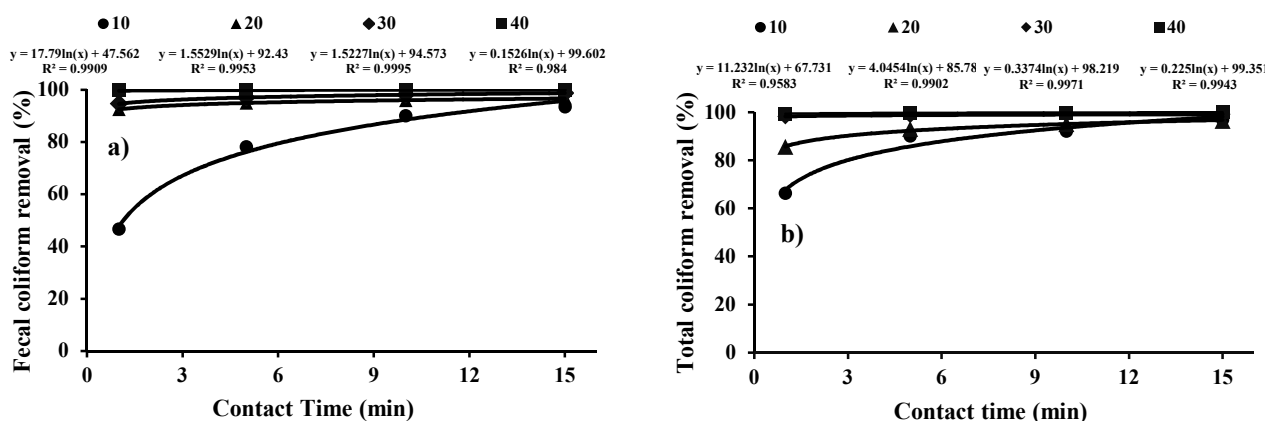 10 20 30 40
y = 17.79ln(x) + 47.562 y = 1.5529ln(x) + 92.43 y = 1.5227ln(x) + 94.573 y = 0.1526ln(x) + 99.602
R² = 0.9909 R² = 0.9953 R² = 0.9995 R² = 0.984
Fecal coliform removal (%)
100
80
60
40
20
0
a)
0 3 6 9 12 15
Contact Time (min)
10 20 30 40
y = 11.232ln(x) + 67.731 y = 4.0454ln(x) + 85.78 y = 0.3374ln(x) + 98.219 y = 0.225ln(x) + 99.351
R² = 0.9583 R² = 0.9902 R² = 0.9971 R² = 0.9943
Total coliform removal (%)
100
80
60
40
20
0
b)
0 3 6 9 12 15
Contact time (min)